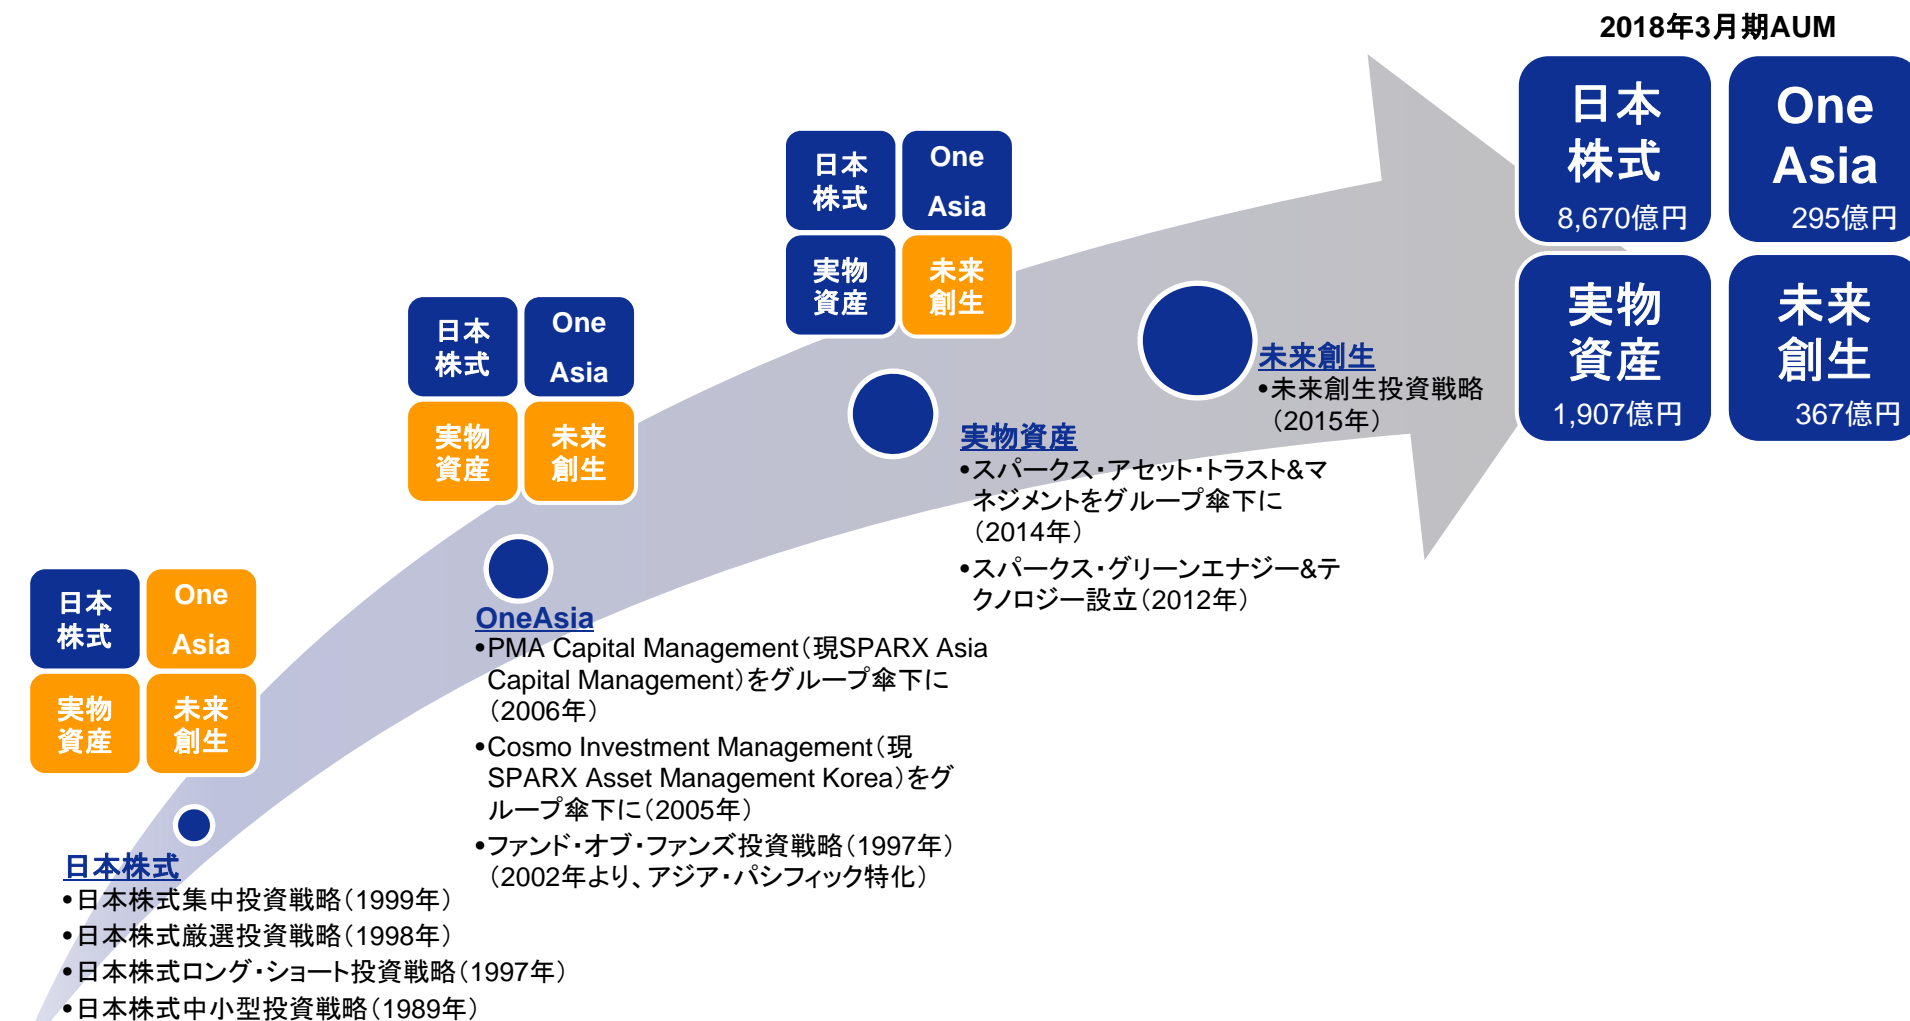 2018年3月期AUM
日本
株式
8,670億円
One
Asia
295億円
実物
資産
1,907億円
未来
創生
367億円
日本
株式
One
Asia
実物
資産
未来
創生
日本
株式
One
Asia
実物
資産
未来
創生
日本
株式
One
Asia
実物
資産
未来
創生
未来創生
•未来創生投資戦略
（2015年）
実物資産
•スパークス・アセット・トラスト&マ
ネジメントをグループ傘下に
（2014年）
•スパークス・グリーンエナジー&テ
クノロジー設立（2012年）
OneAsia
•PMA Capital Management（現SPARX Asia
Capital Management）をグループ傘下に
（2006年）
•Cosmo Investment Management（現
SPARX Asset Management Korea）をグ
ループ傘下に（2005年）
•ファンド・オブ・ファンズ投資戦略（1997年）
（2002年より、アジア・パシフィック特化）
日本株式
•日本株式集中投資戦略（1999年）
•日本株式厳選投資戦略（1998年）
•日本株式ロング・ショート投資戦略（1997年）
•日本株式中小型投資戦略（1989年）